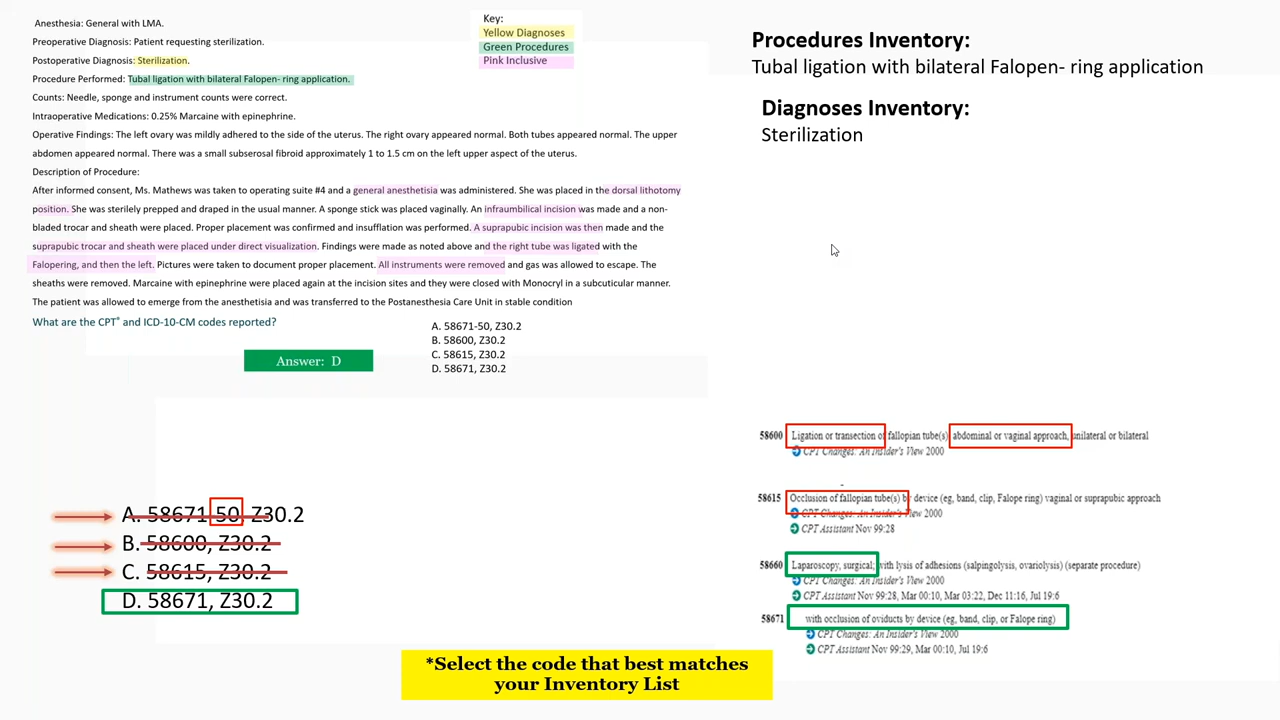 Anesthesia: General with LMA.
Preoperative Diagnosis: Patient requesting sterilization.
Postoperative Diagnosis: Sterilization.
Procedure Performed: Tubal ligation with bilateral Falopen- ring application.
Counts: Needle, sponge and instrument counts were correct.
Intraoperative Medications: 0.25% Marcaine with epinephrine.
Operative Findings: The left ovary was mildly adhered to the side of the uterus. The right ovary appeared normal. Both tubes appeared normal. The upper
abdomen appeared normal. There was a small subserosal fibroid approximately 1 to 1.5 cm on the left upper aspect of the uterus.
Description of Procedure:
After informed consent, Ms. Mathews was taken to operating suite #4 and a general anesthetisia was administered. She was placed in the dorsal lithotomy
position. She was sterilely prepped and draped in the usual manner. A sponge stick was placed vaginally. An infraumbilical incision was made and a non-
bladed trocar and sheath were placed. Proper placement was confirmed and insufflation was performed. A suprapubic incision was then made and the
suprapubic trocar and sheath were placed under direct visualization. Findings were made as noted above and the right tube was ligated with the
Falopering, and then the left. Pictures were taken to document proper placement. All instruments were removed and gas was allowed to escape. The
sheaths were removed. Marcaine with epinephrine were placed again at the incision sites and they were closed with Monocryl in a subcuticular manner.
The patient was allowed to emerge from the anesthetisia and was transferred to the Postanesthesia Care Unit in stable condition
What are the CPT® and ICD-10-CM codes reported?
A. 58671-50, Z30.2
B. 58600, Z30.2
C. 58615, Z30.2
D. 58671, Z30.2
Answer: D
Key:
Yellow Diagnoses
Green Procedures
Pink Inclusive
Procedures Inventory:
Tubal ligation with bilateral Falopen- ring application
Diagnoses Inventory:
Sterilization
A. 58671-50, Z30.2
B. 58600, Z30.2
C. 58615, Z30.2
D. 58671, Z30.2
58600 Ligation or transection of fallopian tube(s) abdominal or vaginal approach, unilateral or bilateral
CPT Changes: An Insider's View 2000
58615 Occlusion of fallopian tube(s) by device (eg, band, clip, Falope ring) vaginal or suprapubic approach
CPT Changes: An Insider's View 2000
CPT Assistant Nov 99:28
58660 Laparoscopy, surgical; with lysis of adhesions (salpingolysis, ovariolysis) (separate procedure)
CPT Changes: An Insider's View 2000
CPT Assistant Nov 99:28, Mar 00:10, Mar 03:22, Dec 11:16, Jul 19:6
58671 with occlusion of oviducts by device (eg, band, clip, or Falope ring)
CPT Changes: An Insider's View 2000
CPT Assistant Nov 99:29, Mar 00:10, Jul 19:6
*Select the code that best matches
your Inventory List